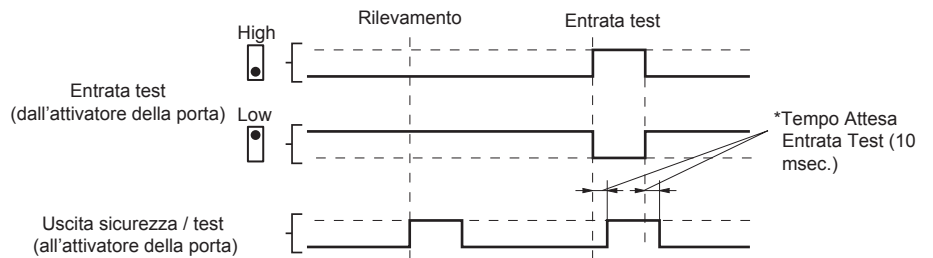 Rilevamento
Entrata test
High
Entrata test
(dall'attivatore della porta)
Low
*Tempo Attesa
Entrata Test (10
msec.)
Uscita sicurezza / test
(all'attivatore della porta)